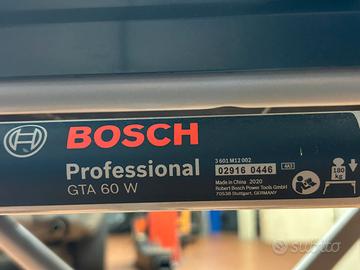 BOSCH
Professional
GTA 60 W
3 601 M12 002
02916 0446
4A3
Made in China 2020
Robert Bosch Power Tools GmbH
70538 Stuttgart, GERMANY
180
kg
subito